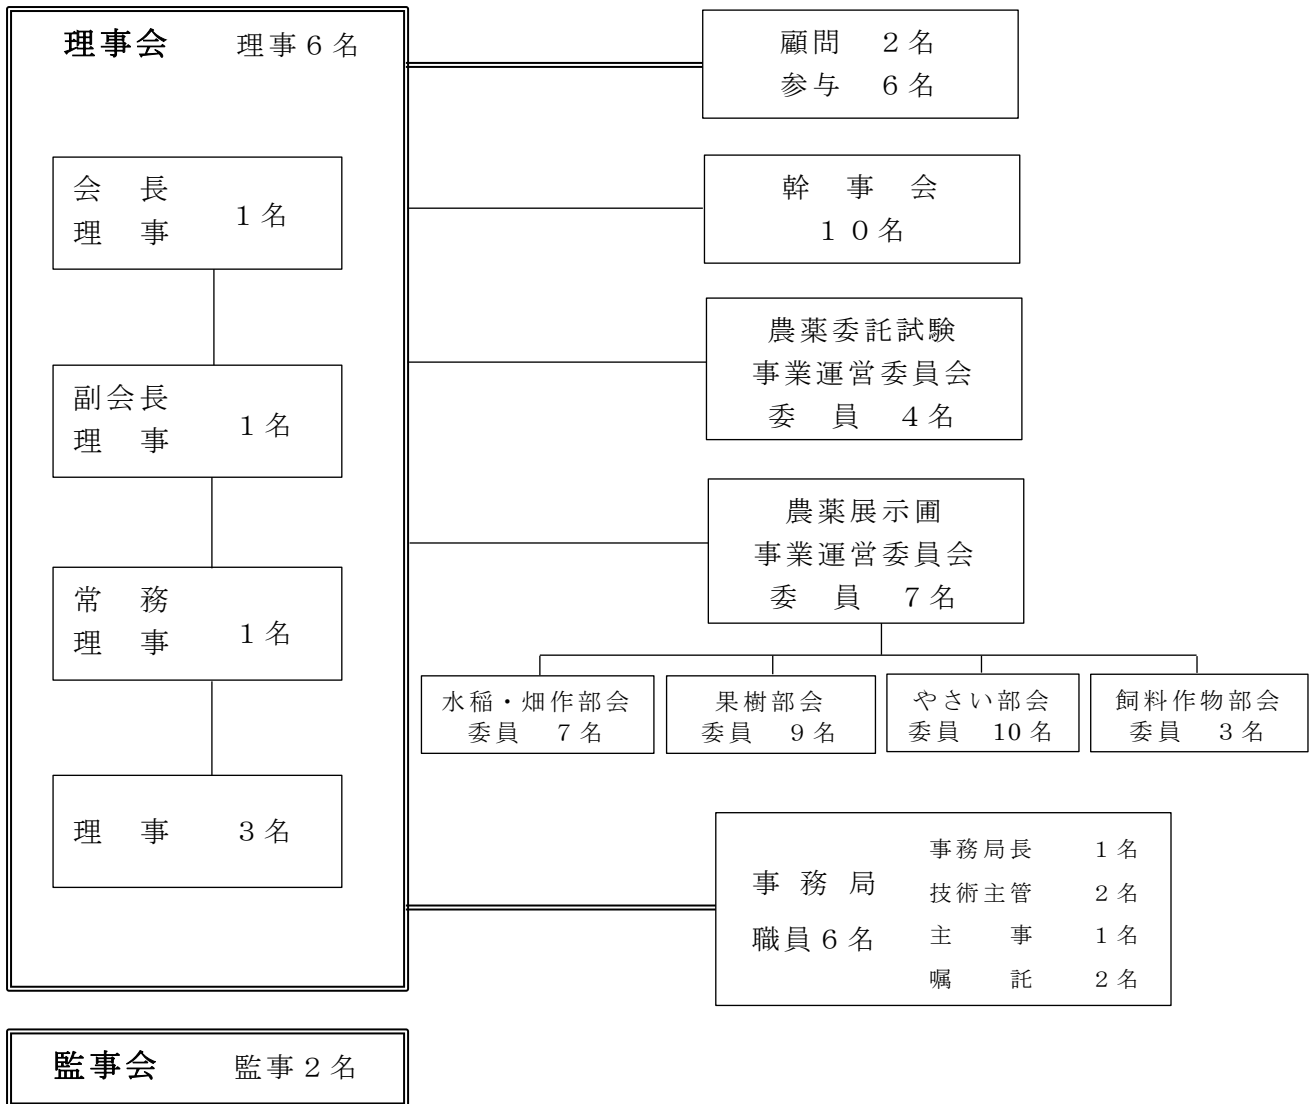 理事会 理事６名
会長
理事 １名
副会長
理事 １名
常務
理事 １名
理事 ３名
顧問 ２名
参与 ６名
幹事会
１０名
農薬委託試験
事業運営委員会
委員 ４名
農薬展示圃
事業運営委員会
委員 ７名
水稲・畑作部会
委員 ７名
果樹部会
委員 ９名
やさい部会
委員 10名
飼料作物部会
委員 ３名
事務局
職員６名
事務局長 １名
技術主管 ２名
主事 １名
嘱託 ２名
監事会 監事２名